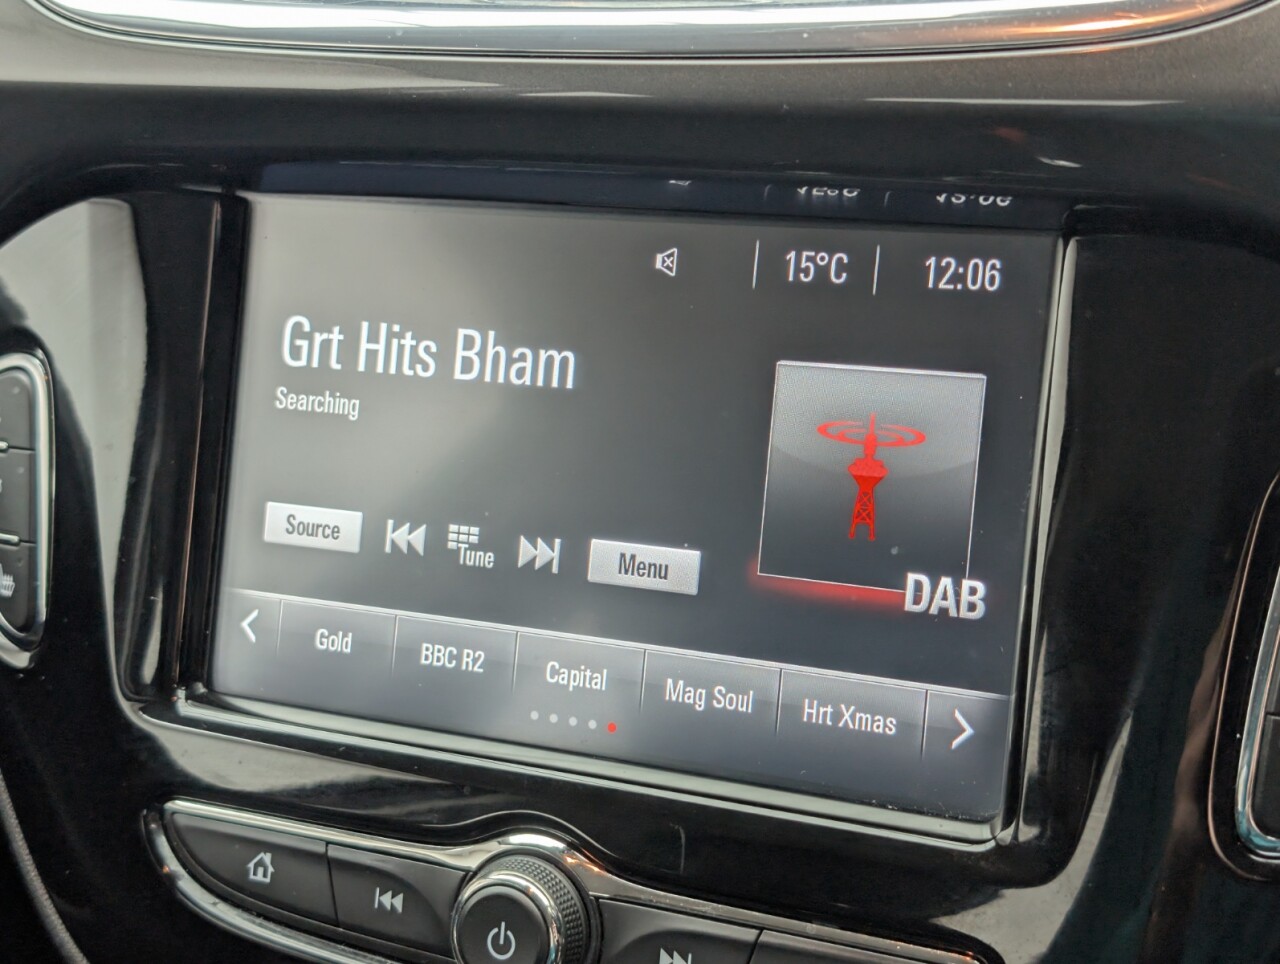 15°C
12:06
Grt Hits Bham
Searching
Source
Tune
Menu
DAB
Gold
BBC R2
Capital
Mag Soul
Hrt Xmas